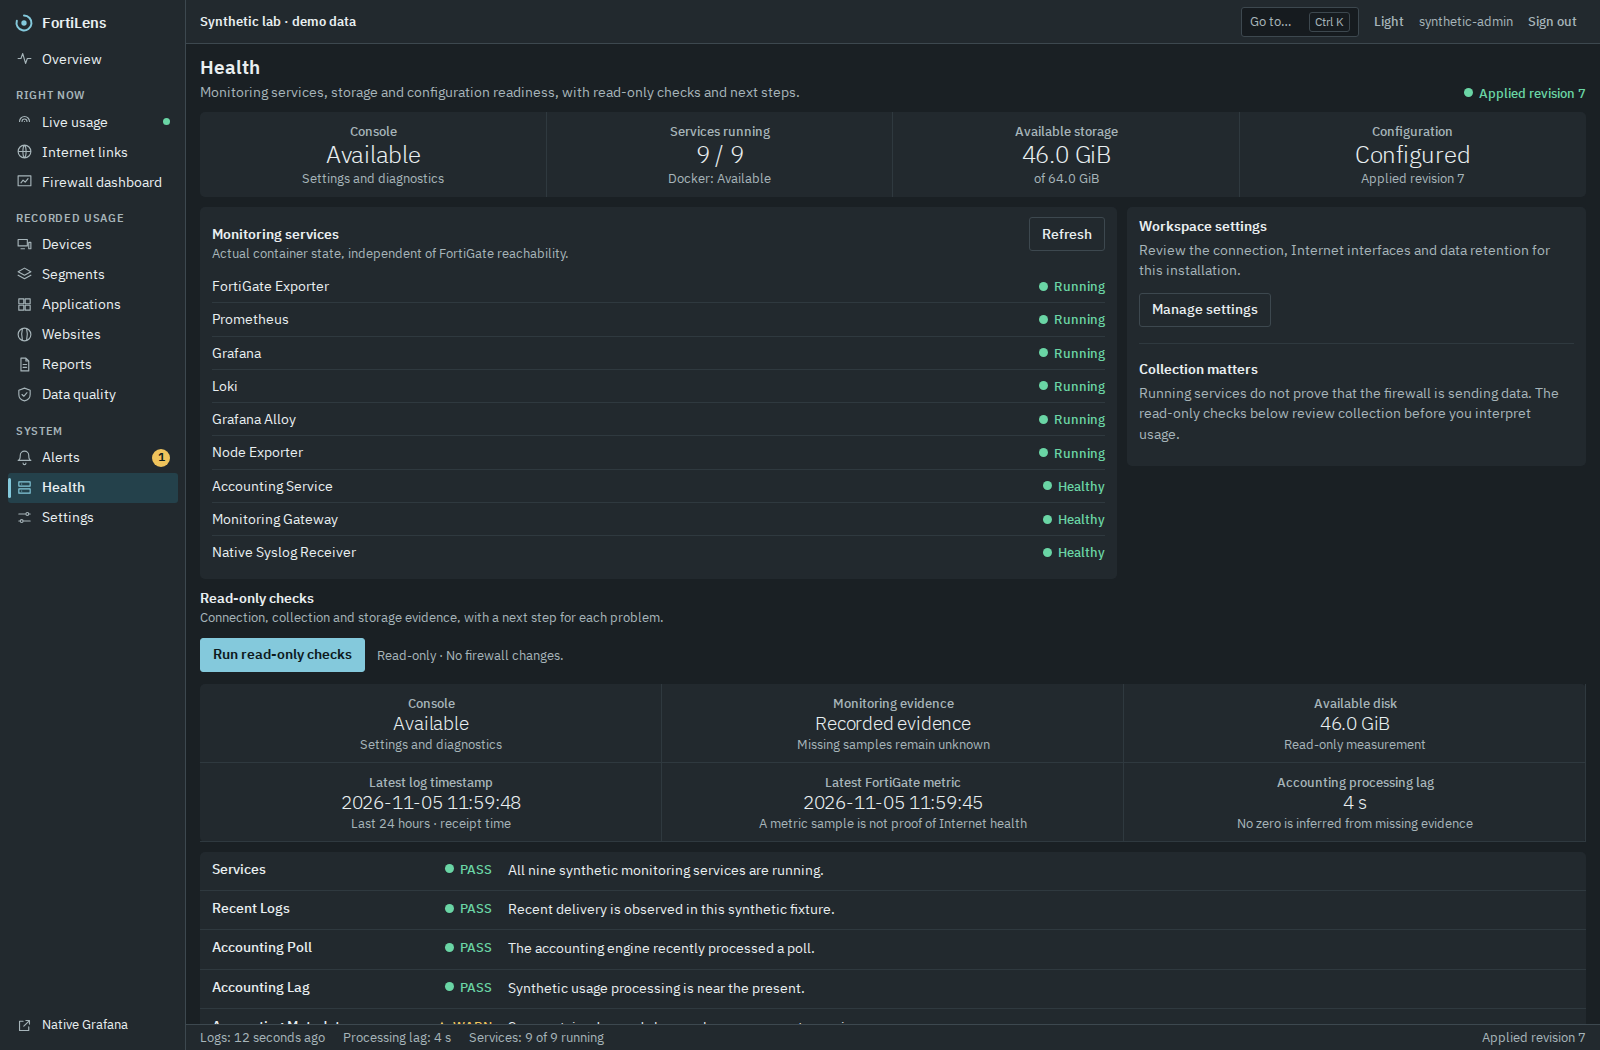 FortiLens
Overview
RIGHT NOW
Live usage
Internet links
Firewall dashboard
RECORDED USAGE
Devices
Segments
Applications
Websites
Reports
Data quality
SYSTEM
Alerts 1
Health
Settings
Native Grafana
Synthetic lab · demo data
Go to... Ctrl K Light synthetic-admin Sign out
Health
Monitoring services, storage and configuration readiness, with read-only checks and next steps.
Applied revision 7
Console
Available
Settings and diagnostics
Services running
9 / 9
Docker: Available
Available storage
46.0 GiB
of 64.0 GiB
Configuration
Configured
Applied revision 7
Monitoring services
Actual container state, independent of FortiGate reachability.
Refresh
FortiGate Exporter Running
Prometheus Running
Grafana Running
Loki Running
Grafana Alloy Running
Node Exporter Running
Accounting Service Healthy
Monitoring Gateway Healthy
Native Syslog Receiver Healthy
Workspace settings
Review the connection, Internet interfaces and data retention for
this installation.
Manage settings
Collection matters
Running services do not prove that the firewall is sending data. The
read-only checks below review collection before you interpret
usage.
Read-only checks
Connection, collection and storage evidence, with a next step for each problem.
Run read-only checks Read-only · No firewall changes.
Console
Available
Settings and diagnostics
Monitoring evidence
Recorded evidence
Missing samples remain unknown
Available disk
46.0 GiB
Read-only measurement
Latest log timestamp
2026-11-05 11:59:48
Last 24 hours · receipt time
Latest FortiGate metric
2026-11-05 11:59:45
A metric sample is not proof of Internet health
Accounting processing lag
4 s
No zero is inferred from missing evidence
Services PASS All nine synthetic monitoring services are running.
Recent Logs PASS Recent delivery is observed in this synthetic fixture.
Accounting Poll PASS The accounting engine recently processed a poll.
Accounting Lag PASS Synthetic usage processing is near the present.
Logs: 12 seconds ago Processing lag: 4 s Services: 9 of 9 running Applied revision 7